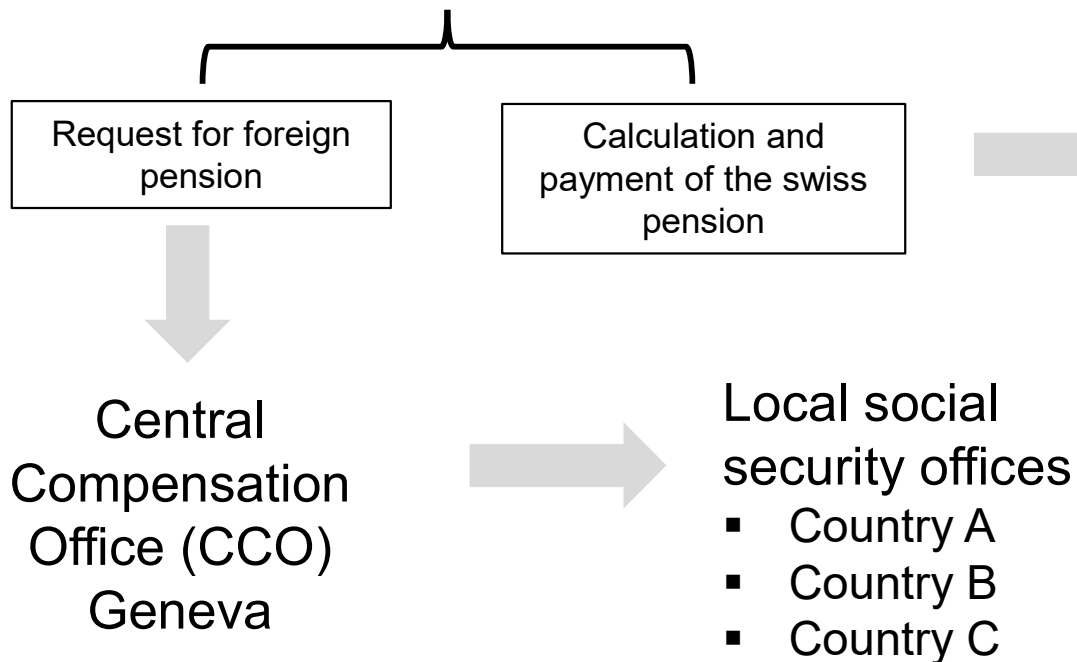 Request for foreign
pension
Calculation and
payment of the swiss
pension
Central
Compensation
Office (CCO)
Geneva
Local social
security offices
▪ Country A
▪ Country B
▪ Country C